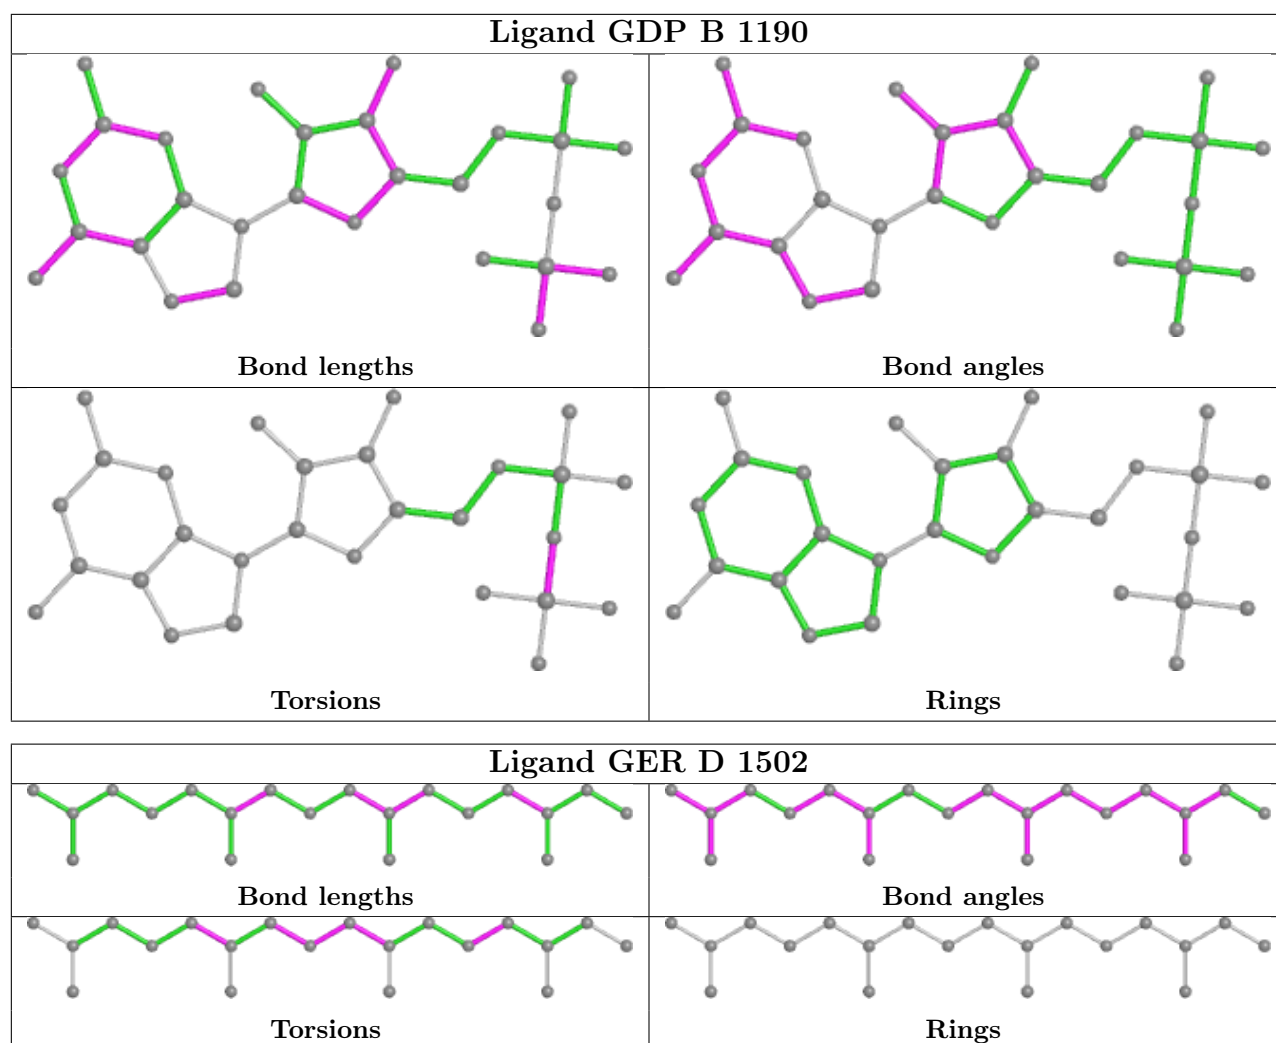 Ligand GDP B 1190
Bond lengths
Bond angles
Torsions
Rings
Ligand GER D 1502
Bond lengths
Bond angles
Torsions
Rings